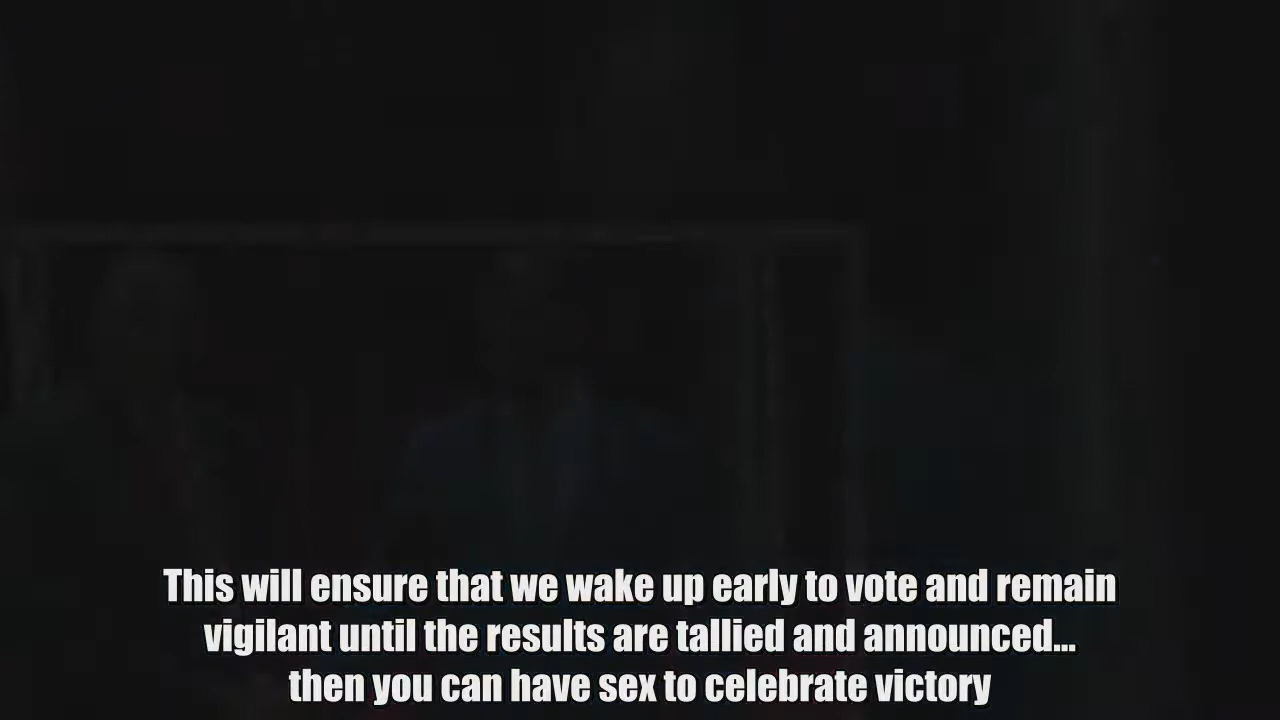 This will ensure that we wake up early to vote and remain
vigilant until the results are tallied and announced...
then you can have sex to celebrate victory